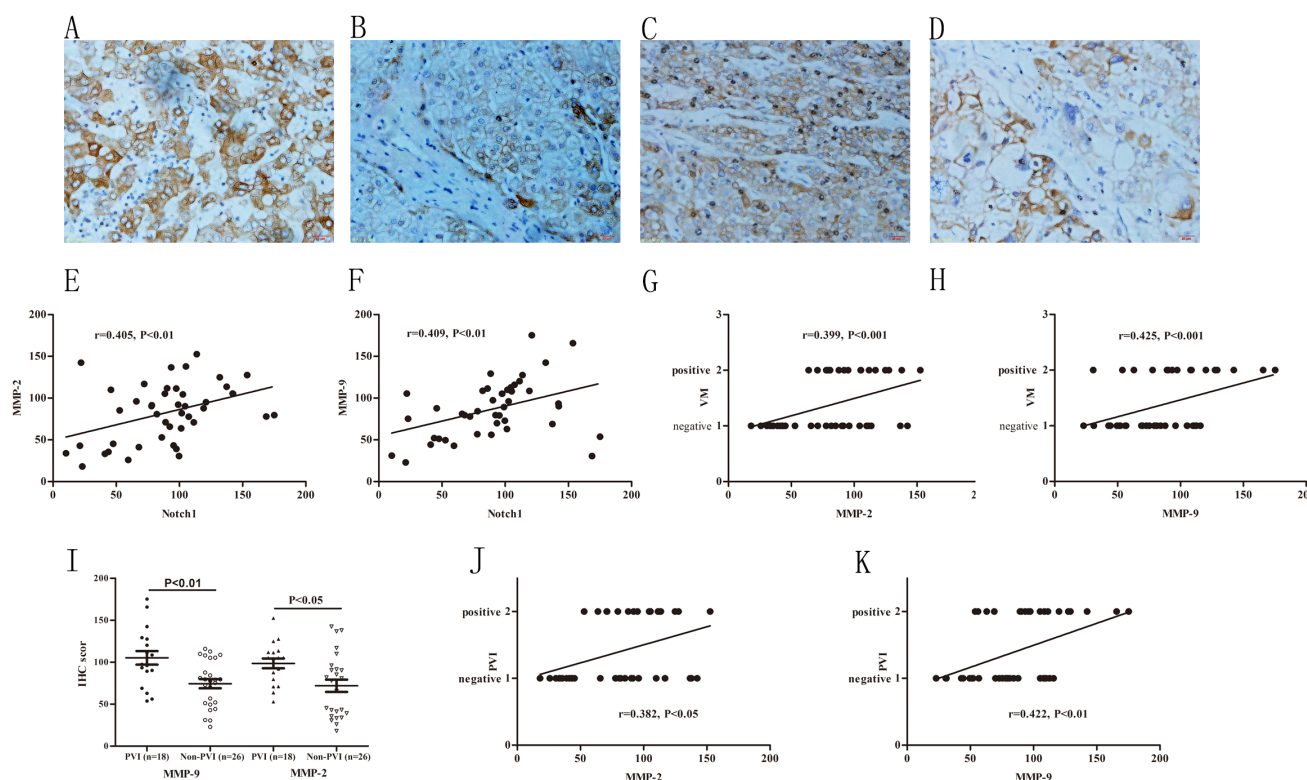 A
B
C
D
E
F
G
H
r=0.405, P<0.01
MMP-2
200
150
100
50
0
0
50
100
150
200
Notch1
r=0.409, P<0.01
MMP-9
200
150
100
50
0
0
50
100
150
200
Notch1
r=0.399, P<0.001
VM
3
positive 2
negative 1
0
0
50
100
150
2
MMP-2
r=0.425, P<0.001
VM
3
positive 2
negative 1
0
0
50
100
150
200
MMP-9
I
J
K
P<0.01
P<0.05
IHC scor
200
150
100
50
0
PVI (n=18)
Non-PVI (n=26)
PVI (n=18)
Non-PVI (n=26)
MMP-9
MMP-2
positive 2
PVI
negative 1
0
r=0.382, P<0.05
0
50
100
150
200
MMP-2
positive 2
PVI
negative 1
0
r=0.422, P<0.01
0
50
100
150
200
MMP-9